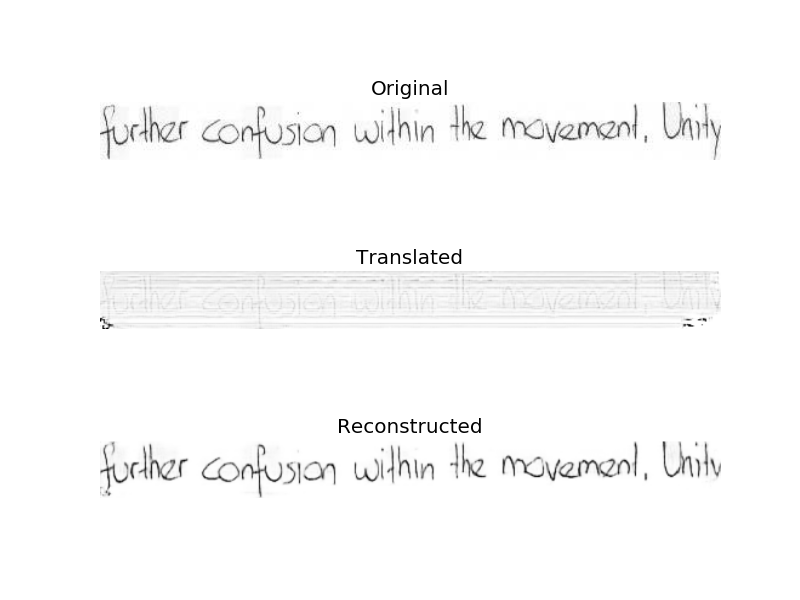 Original
further confusion within the movement. Unity
Translated
further confusion within the movement. Unity
Reconstructed
further confusion within the movement. Unity